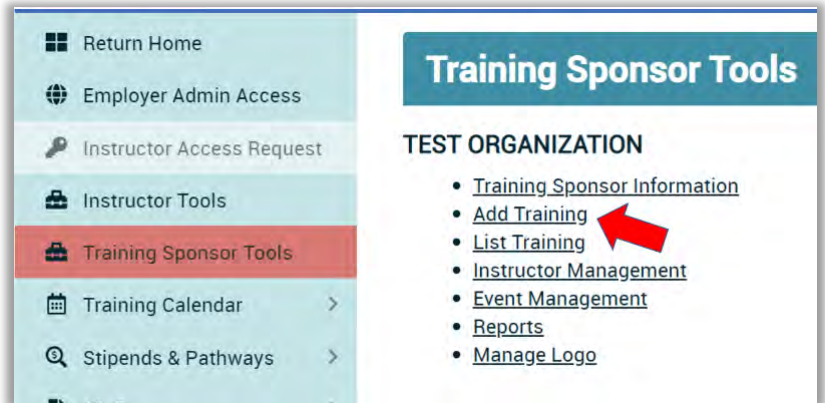 Return Home
Employer Admin Access
Instructor Access Request
Instructor Tools
Training Sponsor Tools
Training Calendar
Stipends & Pathways
Training Sponsor Tools
TEST ORGANIZATION
Training Sponsor Information
Add Training
List Training
Instructor Management
Event Management
Reports
Manage Logo